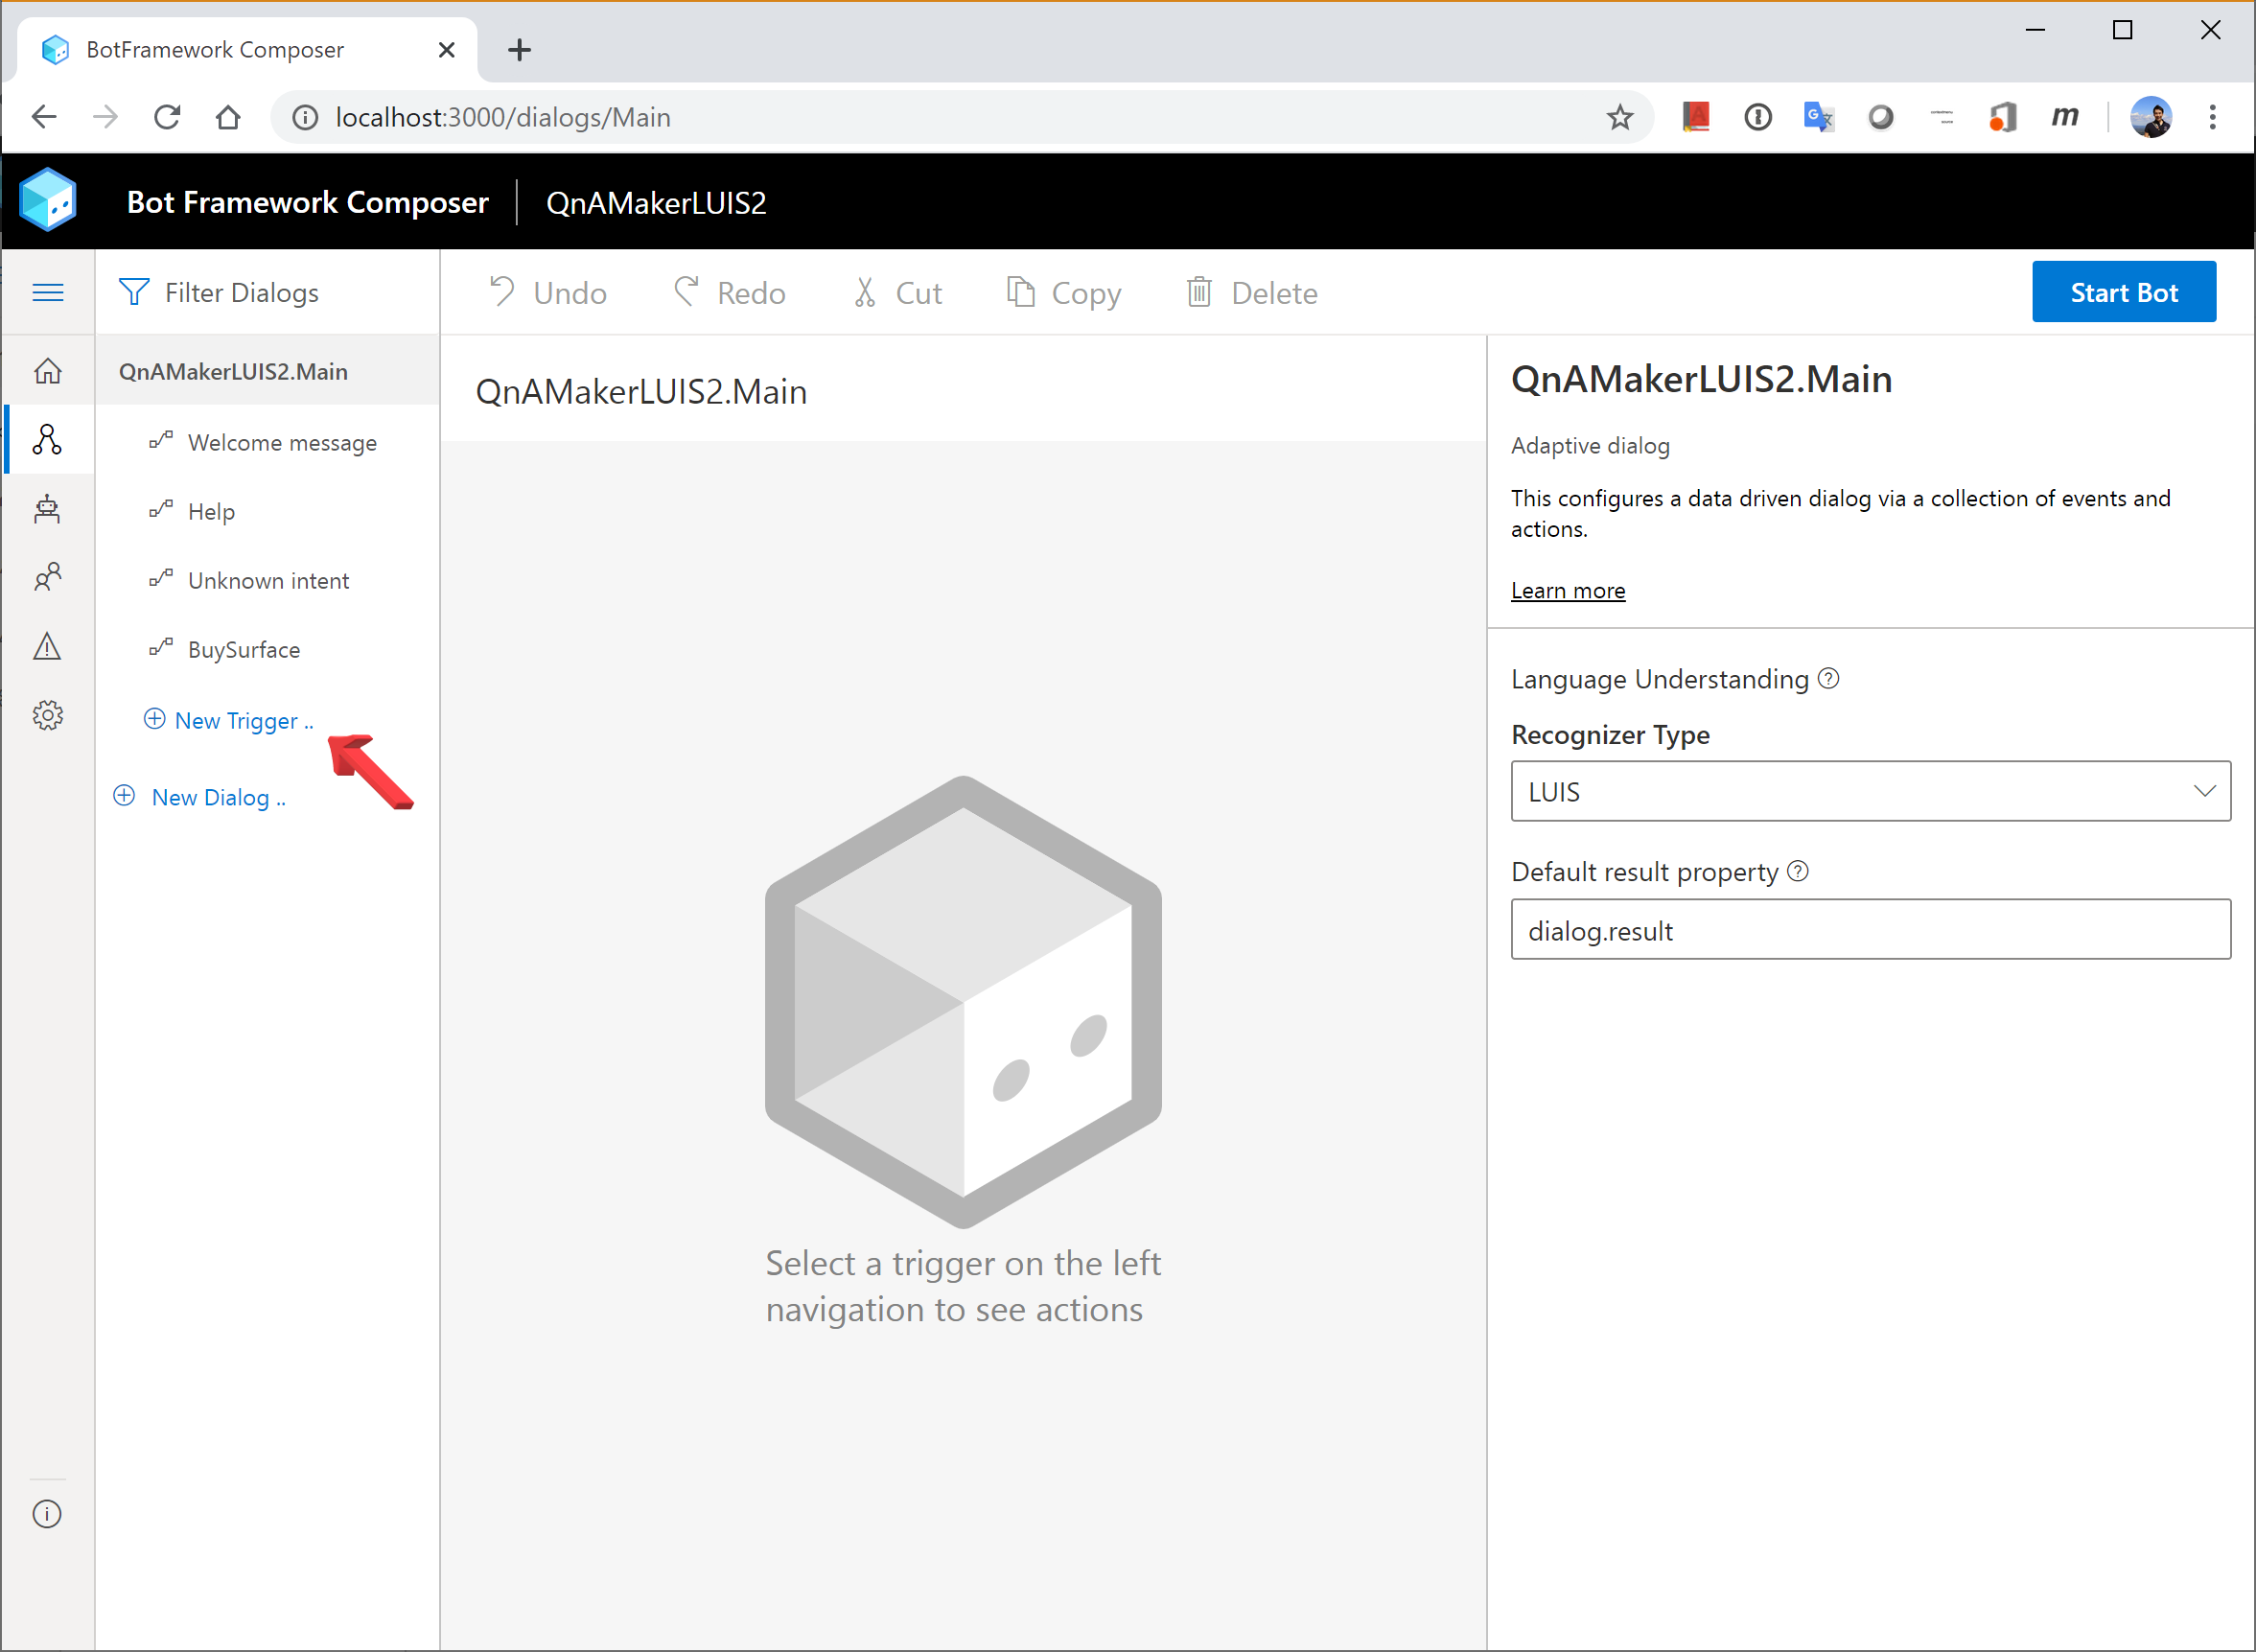 BotFramework Composer
localhost:3000/dialogs/Main
Bot Framework Composer
QnAMakerLUIS2
Filter Dialogs
Undo
Redo
Cut
Copy
Delete
Start Bot
QnAMakerLUIS2.Main
Welcome message
Help
Unknown intent
BuySurface
New Trigger ..
New Dialog ..
QnAMakerLUIS2.Main
Select a trigger on the left
navigation to see actions
QnAMakerLUIS2.Main
Adaptive dialog
This configures a data driven dialog via a collection of events and
actions.
Learn more
Language Understanding
Recognizer Type
LUIS
Default result property
dialog.result